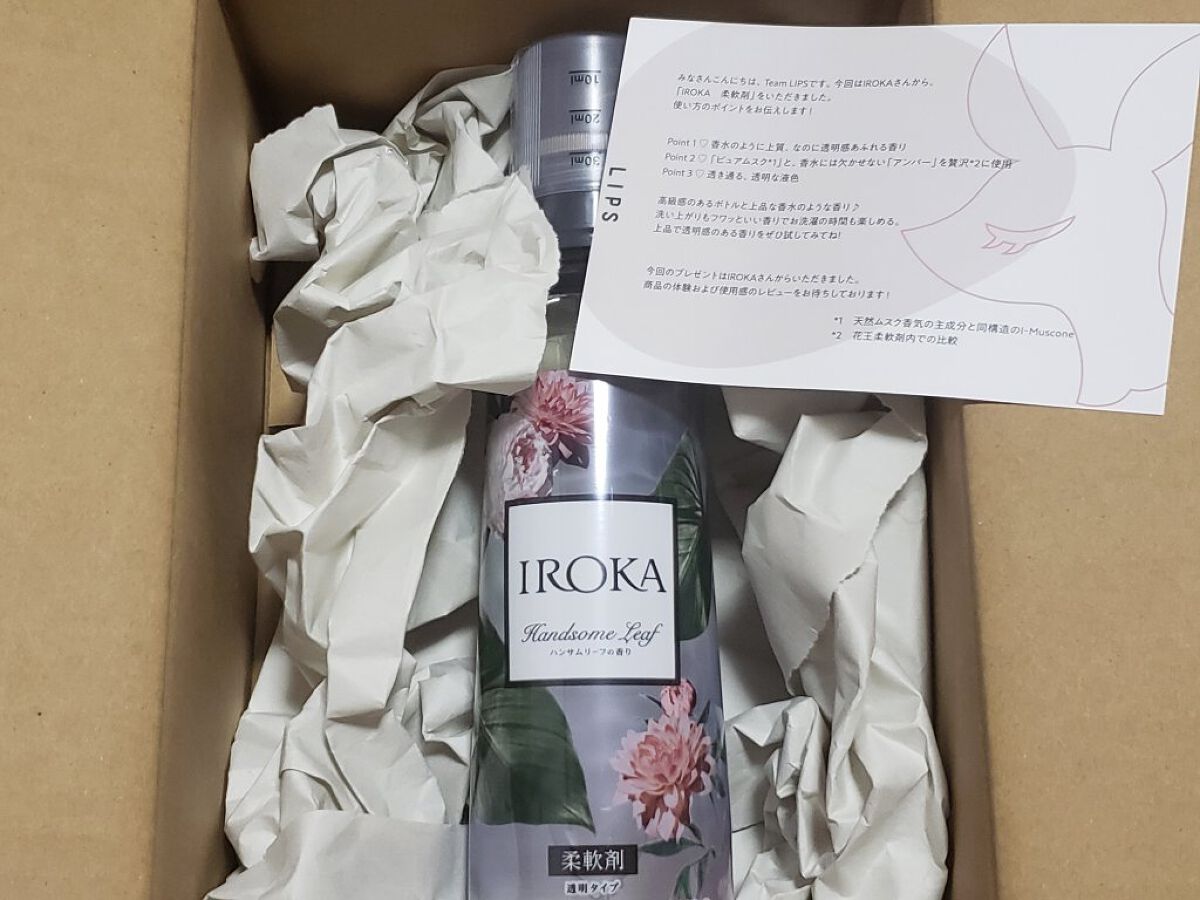 10ml
20ml
30ml
LIPS
みなさんこんにちは、Team LIPSです。今回はIROKAさんから。
「IROKA 柔軟剤」をいただきました。
使い方のポイントをお伝えします!
Point 1♡ 香水のように上質、なのに透明感あふれる香り
Point 2♡「ピュアムスク*1」と、香水には欠かせない「アンバー」を贅沢*2に使用
Point 3♡ 透き通る、透明な液色
高級感のあるボトルと上品な香水のような香り♪
洗い上がりもフワッといい香りでお洗濯の時間も楽しめる。
上品で透明感のある香りをぜひ試してみてね!
今回のプレゼントはIROKAさんからいただきました。
商品の体験および使用感のレビューをお待ちしております!
*1 天然ムスク香気の主成分と同構造のl-Muscone
*2 花王柔軟剤内での比較
IROKA
Handsome Leaf
ハンサムリーフの香り
柔軟剤
透明タイプ